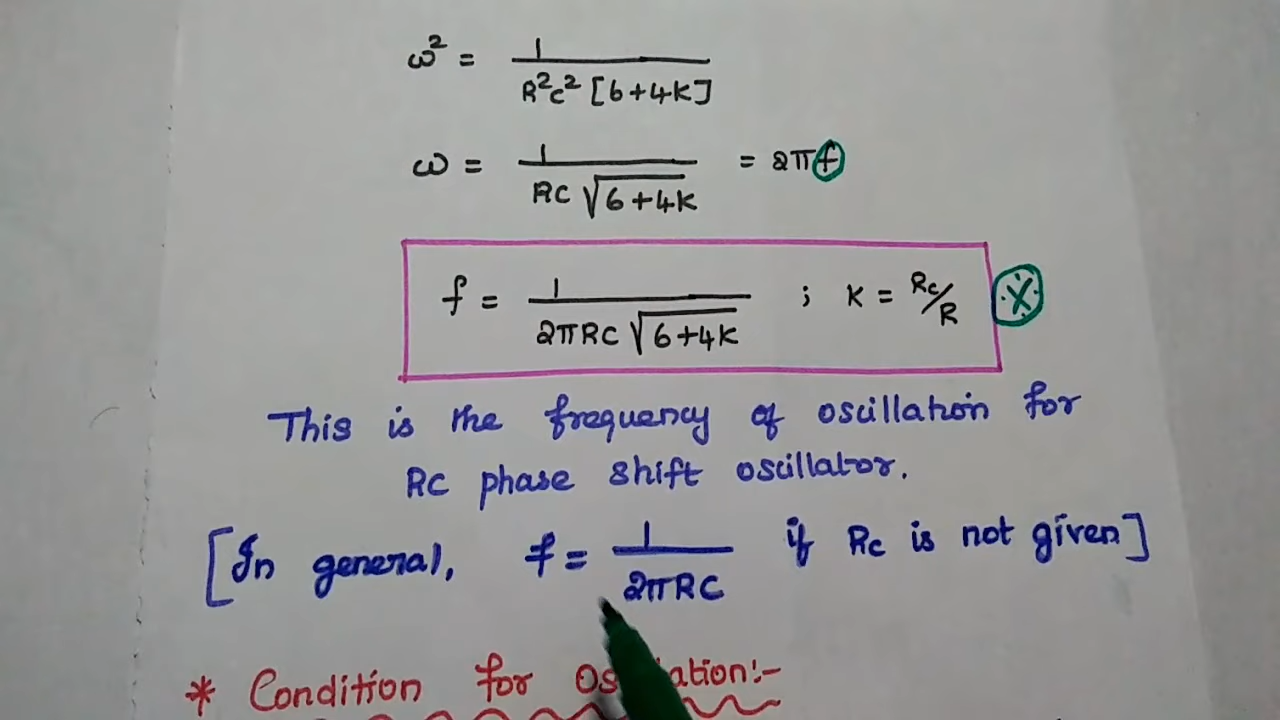 ω² = 1 / R²C² [6+4K]
ω = 1 / RC √6+4K = 2πf
f = 1 / 2πRC √6+4K ; K = Rc/R
This is the frequency of oscillation for
RC phase shift oscillator.
[In general, f = 1 / 2πRC if Rc is not given]
* Condition for Os ation:-